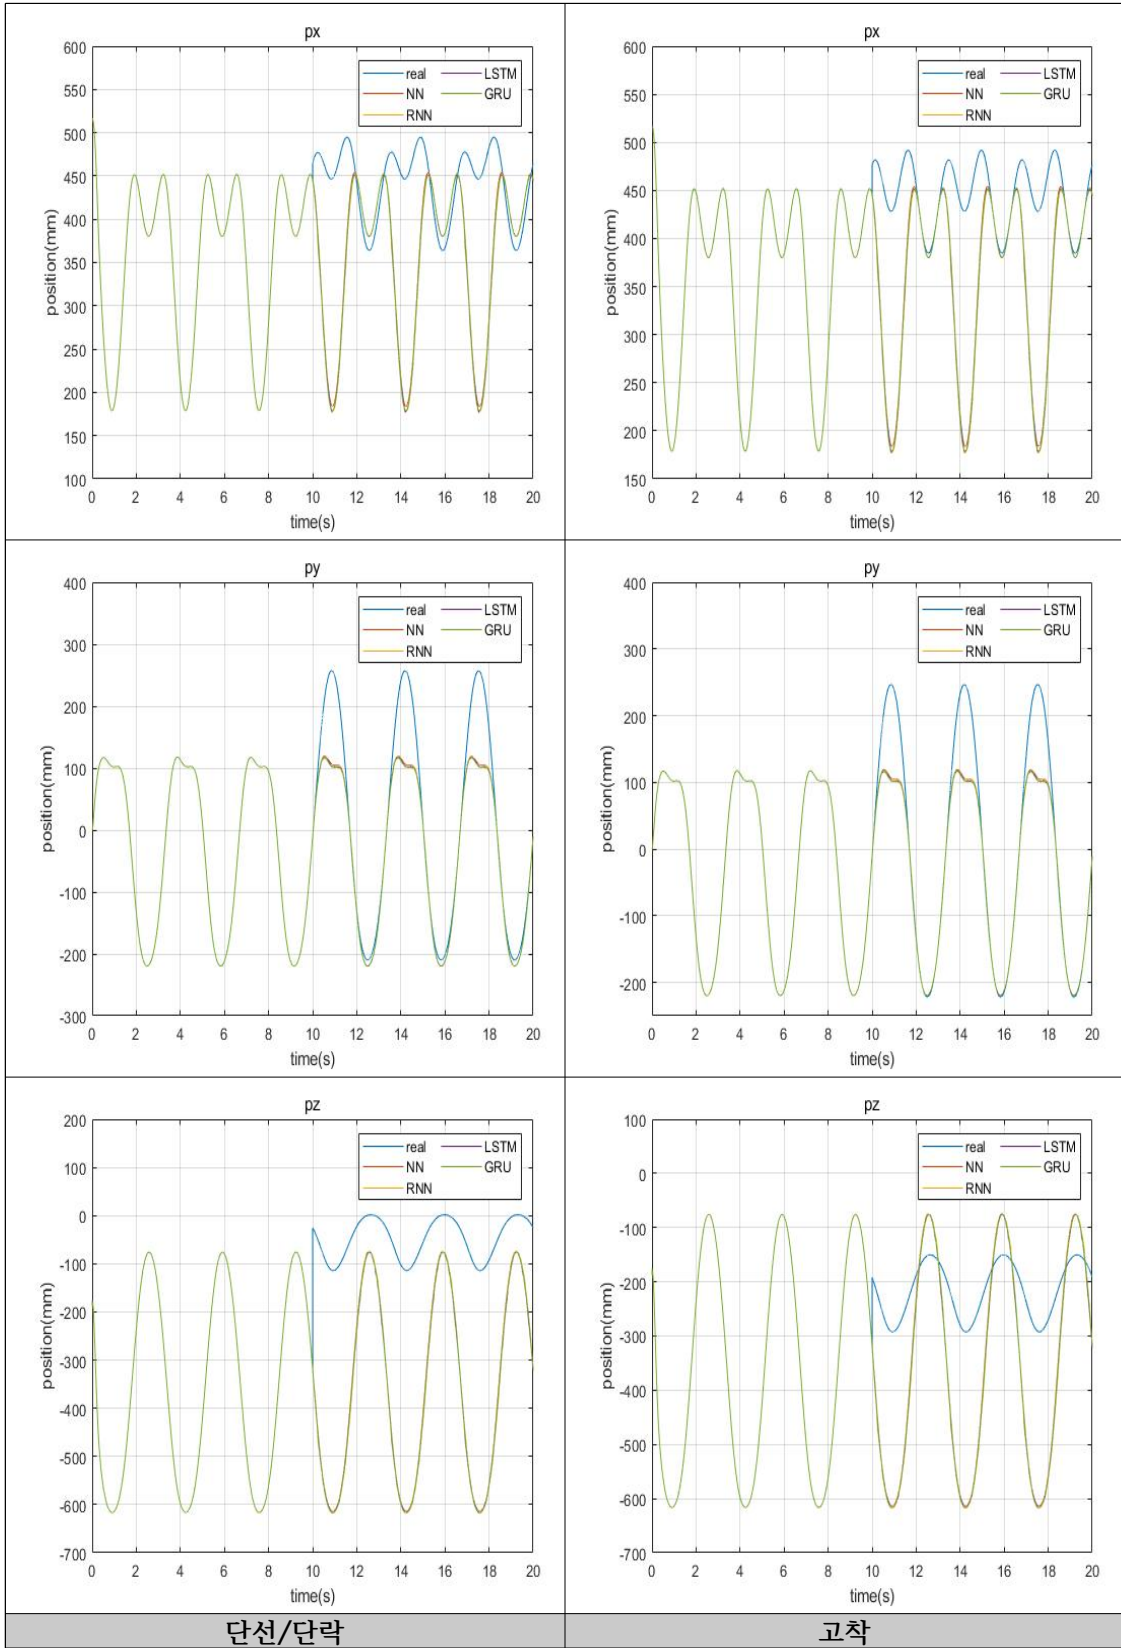 px
600
550
500
450
400
350
300
250
200
150
100
position(mm)
real LSTM
NN GRU
RNN
0 2 4 6 8 10 12 14 16 18 20
time(s)
px
600
550
500
450
400
350
300
250
200
150
position(mm)
real LSTM
NN GRU
RNN
0 2 4 6 8 10 12 14 16 18 20
time(s)
py
400
300
200
100
0
-100
-200
-300
position(mm)
real LSTM
NN GRU
RNN
0 2 4 6 8 10 12 14 16 18 20
time(s)
py
400
300
200
100
0
-100
-200
position(mm)
real LSTM
NN GRU
RNN
0 2 4 6 8 10 12 14 16 18 20
time(s)
pz
200
100
0
-100
-200
-300
-400
-500
-600
-700
position(mm)
real LSTM
NN GRU
RNN
0 2 4 6 8 10 12 14 16 18 20
time(s)
pz
100
0
-100
-200
-300
-400
-500
-600
-700
position(mm)
real LSTM
NN GRU
RNN
0 2 4 6 8 10 12 14 16 18 20
time(s)
단선/단락
고착